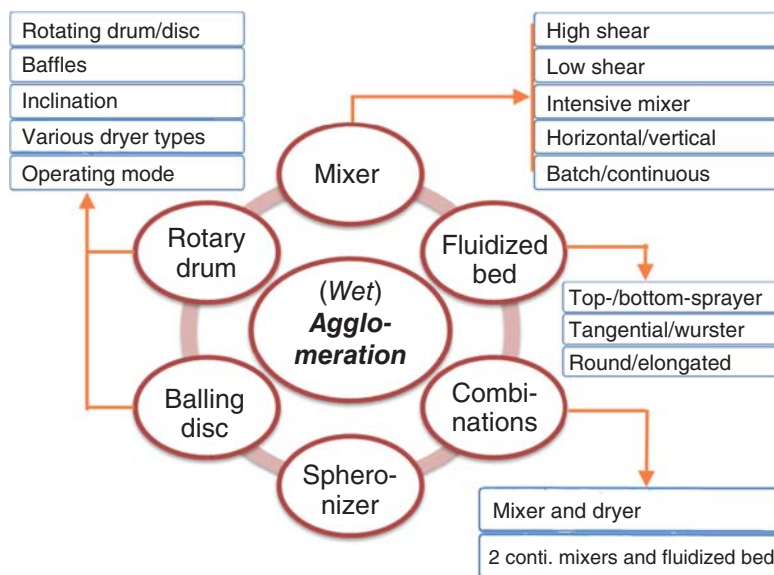 Rotating drum/disc
Baffles
Inclination
Various dryer types
Operating mode
High shear
Low shear
Intensive mixer
Horizontal/vertical
Batch/continuous
Mixer
Rotary
drum
Fluidized
bed
(Wet)
Agglo-
meration
Top-/bottom-sprayer
Tangential/wurster
Round/elongated
Balling
disc
Combi-
nations
Sphero-
nizer
Mixer and dryer
2 conti. mixers and fluidized bed